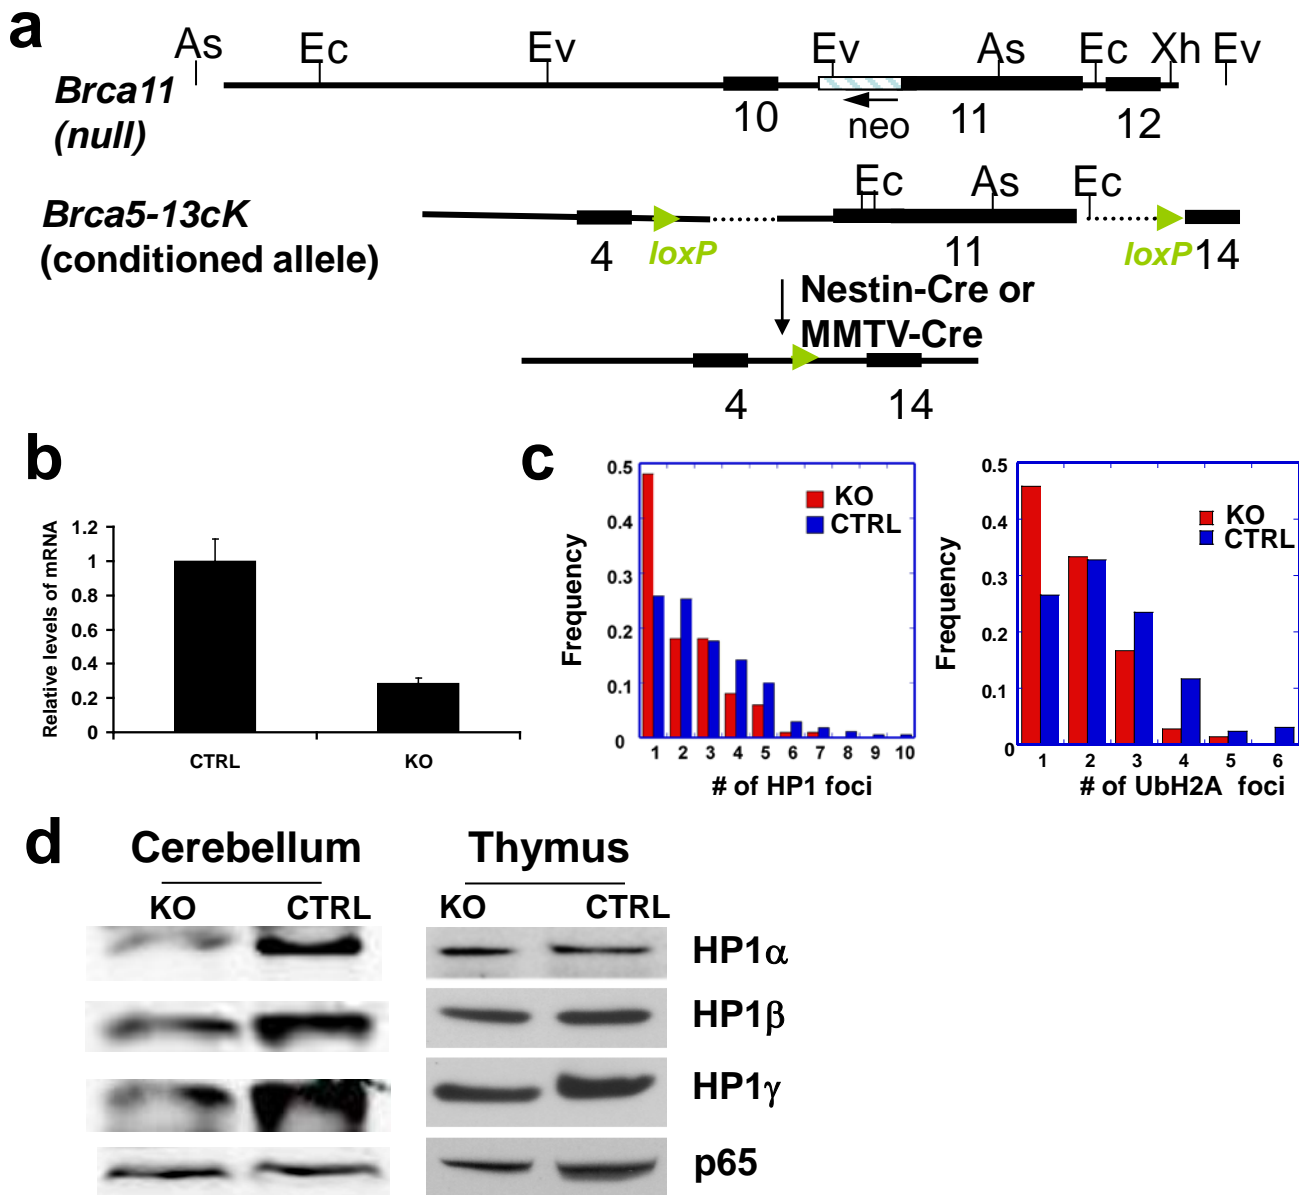 a
As Ec Ev Ev As Ec Xh Ev
Brca11
(null)
10 neo 11 12
Brca5-13cK
(conditioned allele)
Ec As Ec
4 loxP 11 loxP 14
Nestin-Cre or
MMTV-Cre
4 14
b
Relative levels of mRNA
1.2
1
0.8
0.6
0.4
0.2
0
CTRL KO
c
Frequency
0.5
0.4
0.3
0.2
0.1
0
KO
CTRL
1 2 3 4 5 6 7 8 9 10
# of HP1 foci
Frequency
0.5
0.4
0.3
0.2
0.1
0
KO
CTRL
1 2 3 4 5 6
# of UbH2A foci
d
Cerebellum Thymus
KO CTRL KO CTRL
HP1α
HP1β
HP1γ
p65